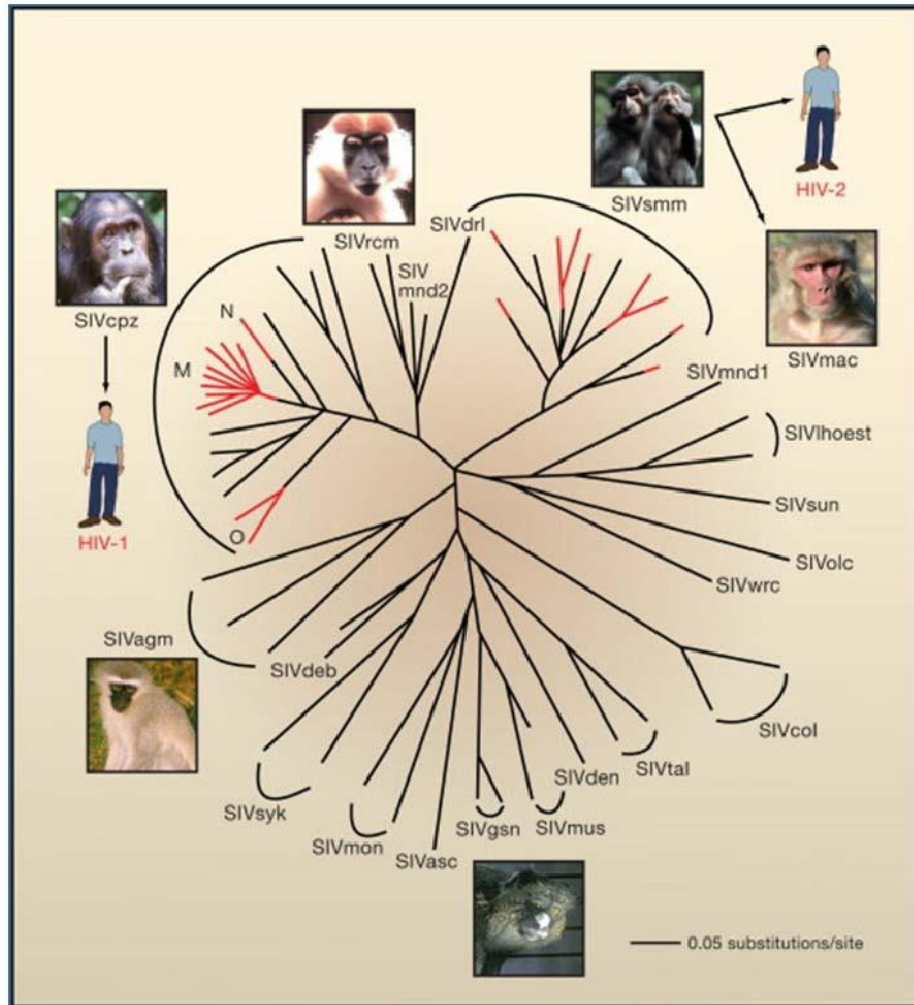 HIV-2
SIVsmm
SIVdrl
SIVrcm
SIV
mnd2
SIVcpz
N
M
SIVmac
SIVmnd1
SIVlhoest
SIVsun
SIVolc
SIVwrc
HIV-1
O
SIVagm
SIVdeb
SIVcol
SIVtal
SIVden
SIVsyk
SIVgsn
SIVmus
SIVmon
SIVasc
0.05 substitutions/site